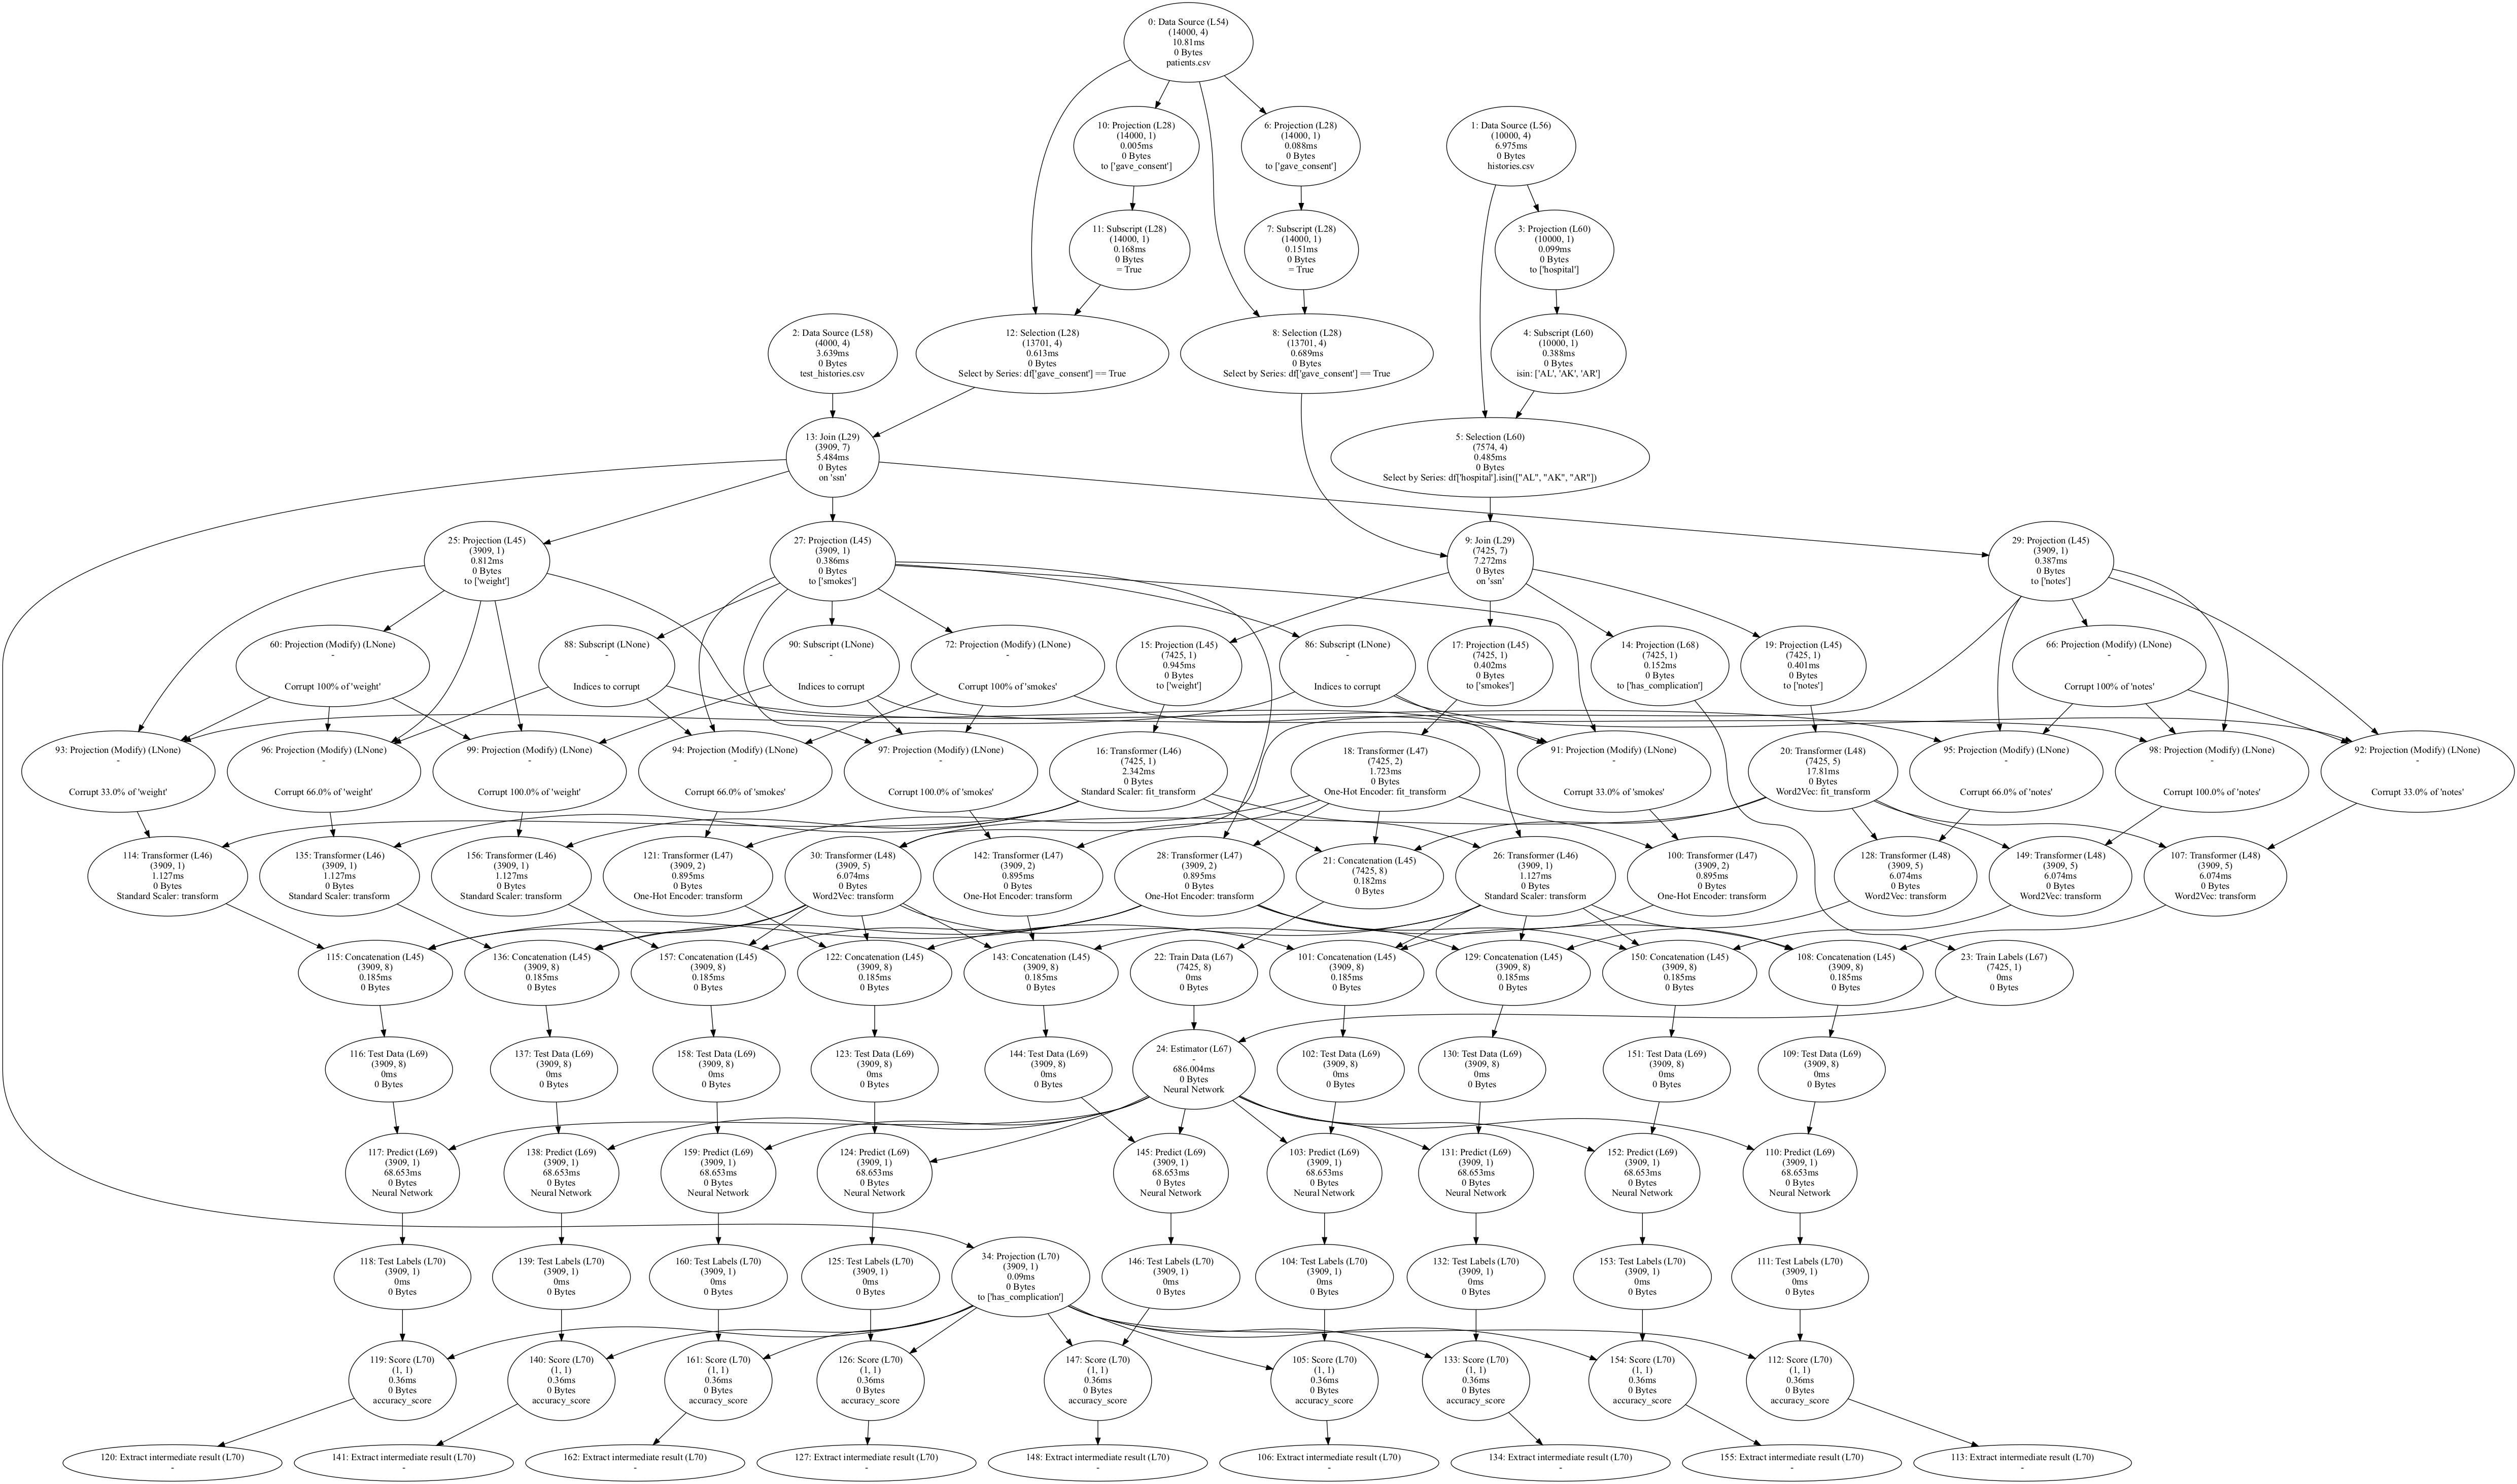 0: Data Source (L54)
(14000, 4)
10.81ms
0 Bytes
patients.csv
10: Projection (L28)
(14000, 1)
0.005ms
0 Bytes
to ['gave_consent']
6: Projection (L28)
(14000, 1)
0.088ms
0 Bytes
to ['gave_consent']
1: Data Source (L56)
(10000, 4)
6.975ms
0 Bytes
histories.csv
11: Subscript (L28)
(14000, 1)
0.168ms
0 Bytes
= True
7: Subscript (L28)
(14000, 1)
0.151ms
0 Bytes
= True
3: Projection (L60)
(10000, 1)
0.099ms
0 Bytes
to ['hospital']
2: Data Source (L58)
(4000, 4)
3.639ms
0 Bytes
test_histories.csv
12: Selection (L28)
(13701, 4)
0.613ms
0 Bytes
Select by Series: df['gave_consent'] == True
8: Selection (L28)
(13701, 4)
0.689ms
0 Bytes
Select by Series: df['gave_consent'] == True
4: Subscript (L60)
(10000, 1)
0.388ms
0 Bytes
isin: ['AL', 'AK', 'AR']
13: Join (L29)
(3909, 7)
5.484ms
0 Bytes
on 'ssn'
5: Selection (L60)
(7574, 4)
0.485ms
0 Bytes
Select by Series: df['hospital'].isin(["AL", "AK", "AR"])
25: Projection (L45)
(3909, 1)
0.812ms
0 Bytes
to ['weight']
27: Projection (L45)
(3909, 1)
0.386ms
0 Bytes
to ['smokes']
9: Join (L29)
(7425, 7)
7.272ms
0 Bytes
on 'ssn'
29: Projection (L45)
(3909, 1)
0.387ms
0 Bytes
to ['notes']
60: Projection (Modify) (LNone)
-
Corrupt 100% of 'weight'
88: Subscript (LNone)
-
Indices to corrupt
90: Subscript (LNone)
-
Indices to corrupt
72: Projection (Modify) (LNone)
-
Corrupt 100% of 'smokes'
15: Projection (L45)
(7425, 1)
0.945ms
0 Bytes
to ['weight']
86: Subscript (LNone)
-
Indices to corrupt
17: Projection (L45)
(7425, 1)
0.402ms
0 Bytes
to ['smokes']
14: Projection (L68)
(7425, 1)
0.152ms
0 Bytes
to ['has_complication']
19: Projection (L45)
(7425, 1)
0.401ms
0 Bytes
to ['notes']
66: Projection (Modify) (LNone)
-
Corrupt 100% of 'notes'
93: Projection (Modify) (LNone)
-
Corrupt 33.0% of 'weight'
96: Projection (Modify) (LNone)
-
Corrupt 66.0% of 'weight'
99: Projection (Modify) (LNone)
-
Corrupt 100.0% of 'weight'
94: Projection (Modify) (LNone)
-
Corrupt 66.0% of 'smokes'
97: Projection (Modify) (LNone)
-
Corrupt 100.0% of 'smokes'
16: Transformer (L46)
(7425, 1)
2.342ms
0 Bytes
Standard Scaler: fit_transform
18: Transformer (L47)
(7425, 2)
1.723ms
0 Bytes
One-Hot Encoder: fit_transform
91: Projection (Modify) (LNone)
-
Corrupt 33.0% of 'smokes'
20: Transformer (L48)
(7425, 5)
17.81ms
0 Bytes
Word2Vec: fit_transform
95: Projection (Modify) (LNone)
-
Corrupt 66.0% of 'notes'
98: Projection (Modify) (LNone)
-
Corrupt 100.0% of 'notes'
92: Projection (Modify) (LNone)
-
Corrupt 33.0% of 'notes'
114: Transformer (L46)
(3909, 1)
1.127ms
0 Bytes
Standard Scaler: transform
135: Transformer (L46)
(3909, 1)
1.127ms
0 Bytes
Standard Scaler: transform
156: Transformer (L46)
(3909, 1)
1.127ms
0 Bytes
Standard Scaler: transform
121: Transformer (L47)
(3909, 2)
0.895ms
0 Bytes
One-Hot Encoder: transform
30: Transformer (L48)
(3909, 5)
6.074ms
0 Bytes
Word2Vec: transform
142: Transformer (L47)
(3909, 2)
0.895ms
0 Bytes
One-Hot Encoder: transform
28: Transformer (L47)
(3909, 2)
0.895ms
0 Bytes
One-Hot Encoder: transform
21: Concatenation (L45)
(7425, 8)
0.182ms
0 Bytes
26: Transformer (L46)
(3909, 1)
1.127ms
0 Bytes
Standard Scaler: transform
100: Transformer (L47)
(3909, 2)
0.895ms
0 Bytes
One-Hot Encoder: transform
128: Transformer (L48)
(3909, 5)
6.074ms
0 Bytes
Word2Vec: transform
149: Transformer (L48)
(3909, 5)
6.074ms
0 Bytes
Word2Vec: transform
107: Transformer (L48)
(3909, 5)
6.074ms
0 Bytes
Word2Vec: transform
115: Concatenation (L45)
(3909, 8)
0.185ms
0 Bytes
136: Concatenation (L45)
(3909, 8)
0.185ms
0 Bytes
157: Concatenation (L45)
(3909, 8)
0.185ms
0 Bytes
122: Concatenation (L45)
(3909, 8)
0.185ms
0 Bytes
143: Concatenation (L45)
(3909, 8)
0.185ms
0 Bytes
22: Train Data (L67)
(7425, 8)
0ms
0 Bytes
101: Concatenation (L45)
(3909, 8)
0.185ms
0 Bytes
129: Concatenation (L45)
(3909, 8)
0.185ms
0 Bytes
150: Concatenation (L45)
(3909, 8)
0.185ms
0 Bytes
108: Concatenation (L45)
(3909, 8)
0.185ms
0 Bytes
23: Train Labels (L67)
(7425, 1)
0ms
0 Bytes
116: Test Data (L69)
(3909, 8)
0ms
0 Bytes
137: Test Data (L69)
(3909, 8)
0ms
0 Bytes
158: Test Data (L69)
(3909, 8)
0ms
0 Bytes
123: Test Data (L69)
(3909, 8)
0ms
0 Bytes
144: Test Data (L69)
(3909, 8)
0ms
0 Bytes
24: Estimator (L67)
-
686.004ms
0 Bytes
Neural Network
102: Test Data (L69)
(3909, 8)
0ms
0 Bytes
130: Test Data (L69)
(3909, 8)
0ms
0 Bytes
151: Test Data (L69)
(3909, 8)
0ms
0 Bytes
109: Test Data (L69)
(3909, 8)
0ms
0 Bytes
117: Predict (L69)
(3909, 1)
68.653ms
0 Bytes
Neural Network
138: Predict (L69)
(3909, 1)
68.653ms
0 Bytes
Neural Network
159: Predict (L69)
(3909, 1)
68.653ms
0 Bytes
Neural Network
124: Predict (L69)
(3909, 1)
68.653ms
0 Bytes
Neural Network
145: Predict (L69)
(3909, 1)
68.653ms
0 Bytes
Neural Network
103: Predict (L69)
(3909, 1)
68.653ms
0 Bytes
Neural Network
131: Predict (L69)
(3909, 1)
68.653ms
0 Bytes
Neural Network
152: Predict (L69)
(3909, 1)
68.653ms
0 Bytes
Neural Network
110: Predict (L69)
(3909, 1)
68.653ms
0 Bytes
Neural Network
118: Test Labels (L70)
(3909, 1)
0ms
0 Bytes
139: Test Labels (L70)
(3909, 1)
0ms
0 Bytes
160: Test Labels (L70)
(3909, 1)
0ms
0 Bytes
125: Test Labels (L70)
(3909, 1)
0ms
0 Bytes
34: Projection (L70)
(3909, 1)
0.09ms
0 Bytes
to ['has_complication']
146: Test Labels (L70)
(3909, 1)
0ms
0 Bytes
104: Test Labels (L70)
(3909, 1)
0ms
0 Bytes
132: Test Labels (L70)
(3909, 1)
0ms
0 Bytes
153: Test Labels (L70)
(3909, 1)
0ms
0 Bytes
111: Test Labels (L70)
(3909, 1)
0ms
0 Bytes
119: Score (L70)
(1, 1)
0.36ms
0 Bytes
accuracy_score
140: Score (L70)
(1, 1)
0.36ms
0 Bytes
accuracy_score
161: Score (L70)
(1, 1)
0.36ms
0 Bytes
accuracy_score
126: Score (L70)
(1, 1)
0.36ms
0 Bytes
accuracy_score
147: Score (L70)
(1, 1)
0.36ms
0 Bytes
accuracy_score
105: Score (L70)
(1, 1)
0.36ms
0 Bytes
accuracy_score
133: Score (L70)
(1, 1)
0.36ms
0 Bytes
accuracy_score
154: Score (L70)
(1, 1)
0.36ms
0 Bytes
accuracy_score
112: Score (L70)
(1, 1)
0.36ms
0 Bytes
accuracy_score
120: Extract intermediate result (L70)
-
141: Extract intermediate result (L70)
-
162: Extract intermediate result (L70)
-
127: Extract intermediate result (L70)
-
148: Extract intermediate result (L70)
-
106: Extract intermediate result (L70)
-
134: Extract intermediate result (L70)
-
155: Extract intermediate result (L70)
-
113: Extract intermediate result (L70)
-